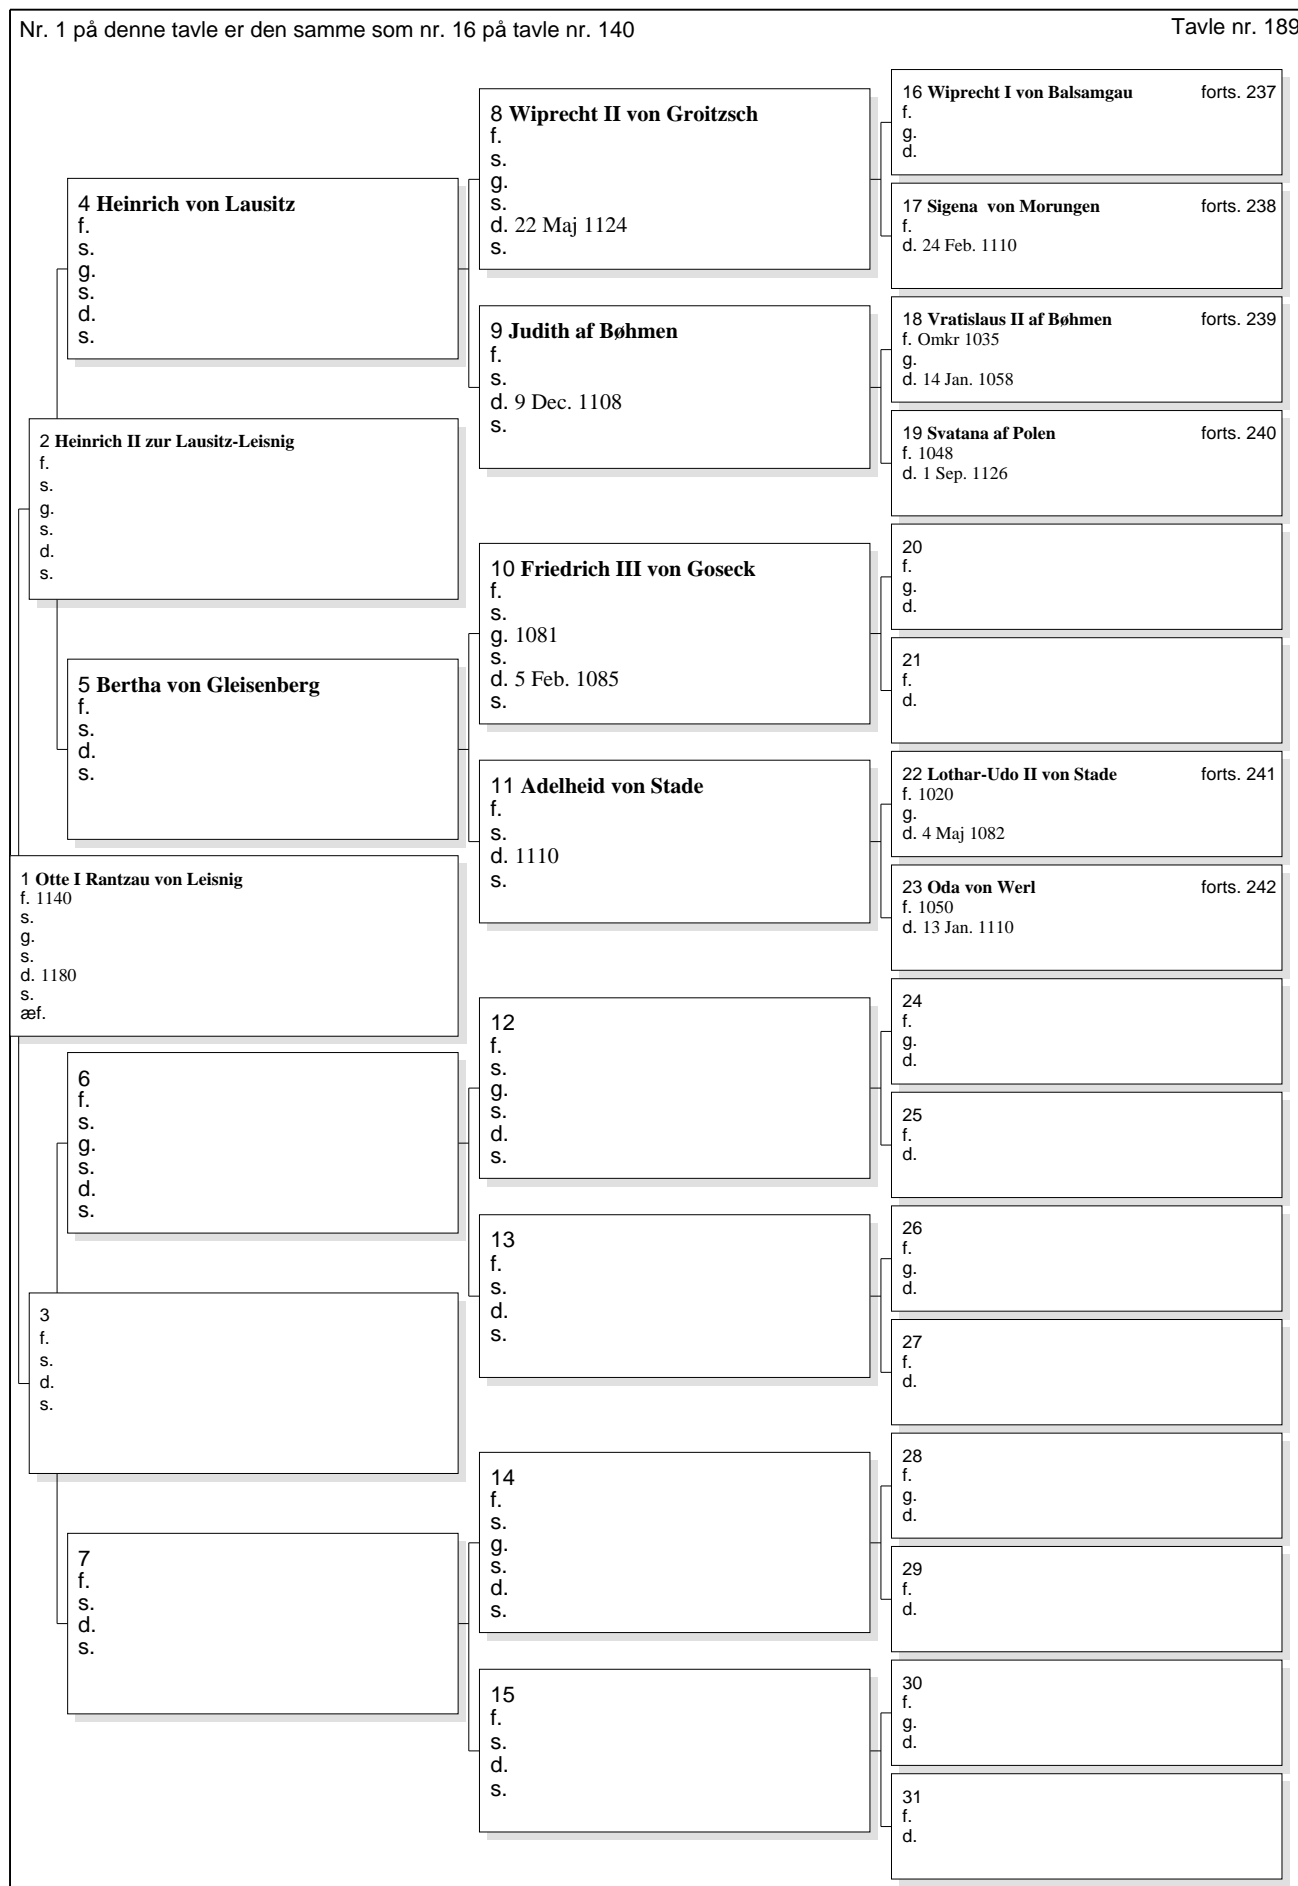 Nr. 1 på denne tavle er den samme som nr. 16 på tavle nr. 140
Tavle nr. 189
1 Otte I Rantzau von Leisnig
f. 1140
s.
g.
s.
d. 1180
s.
æf.
2 Heinrich II zur Lausitz-Leisnig
f.
s.
g.
s.
d.
s.
3
f.
s.
d.
s.
4 Heinrich von Lausitz
f.
s.
g.
s.
d.
s.
5 Bertha von Gleisenberg
f.
s.
d.
s.
6
f.
s.
g.
s.
d.
s.
7
f.
s.
d.
s.
8 Wiprecht II von Groitzsch
f.
s.
g.
s.
d. 22 Maj 1124
s.
9 Judith af Bøhmen
f.
s.
d. 9 Dec. 1108
s.
10 Friedrich III von Goseck
f.
s.
g. 1081
s.
d. 5 Feb. 1085
s.
11 Adelheid von Stade
f.
s.
d. 1110
s.
12
f.
s.
g.
s.
d.
s.
13
f.
s.
d.
s.
14
f.
s.
g.
s.
d.
s.
15
f.
s.
d.
s.
16 Wiprecht I von Balsamgau forts. 237
f.
g.
d.
17 Sigena von Morungen forts. 238
f.
d. 24 Feb. 1110
18 Vratislaus II af Bøhmen forts. 239
f. Omkr 1035
g.
d. 14 Jan. 1058
19 Svatana af Polen forts. 240
f. 1048
d. 1 Sep. 1126
20
f.
g.
d.
21
f.
d.
22 Lothar-Udo II von Stade forts. 241
f. 1020
g.
d. 4 Maj 1082
23 Oda von Werl forts. 242
f. 1050
d. 13 Jan. 1110
24
f.
g.
d.
25
f.
d.
26
f.
g.
d.
27
f.
d.
28
f.
g.
d.
29
f.
d.
30
f.
g.
d.
31
f.
d.